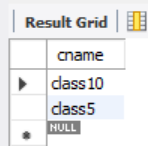 Result Grid
cname
class10
class5
NULL